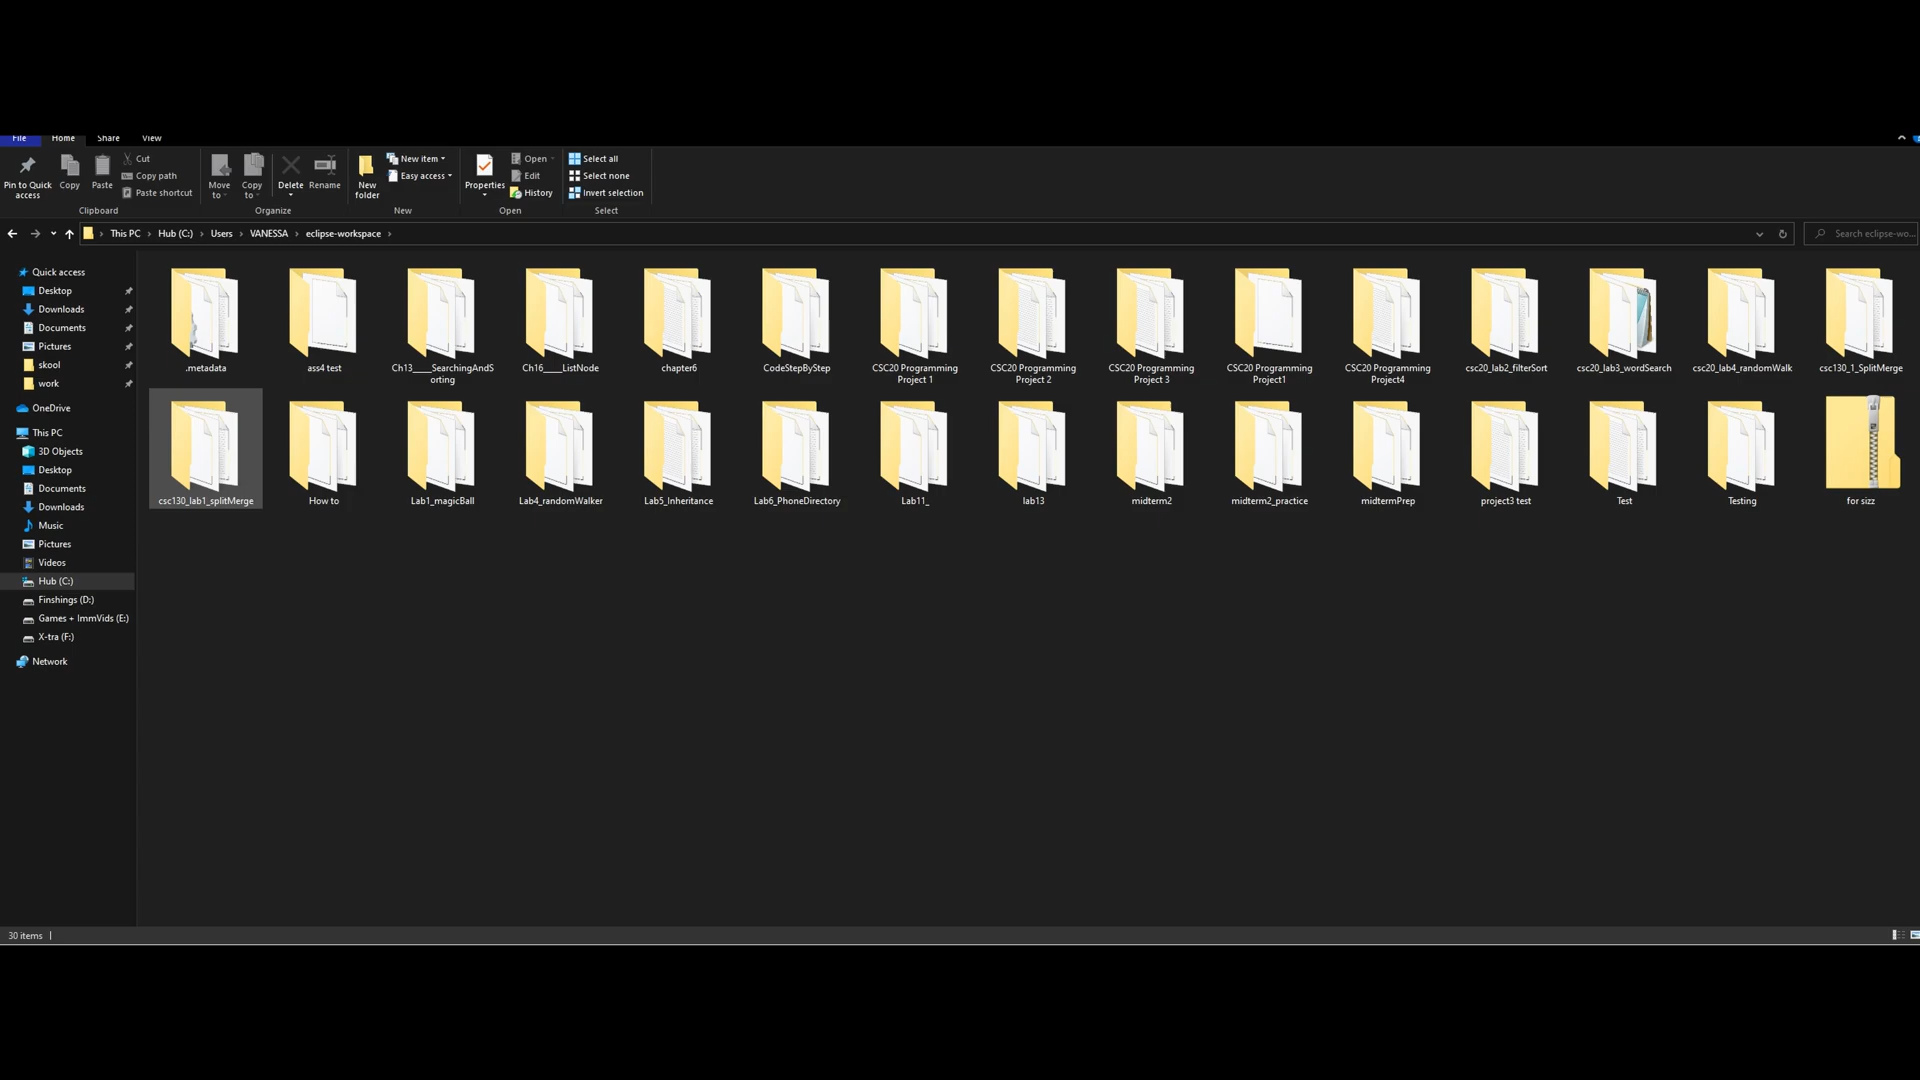 File Home Share View
Pin to Quick access
Copy
Paste
Cut
Copy path
Paste shortcut
Clipboard
Move to
Copy to
Delete
Rename
Organize
New folder
New item
Easy access
New
Properties
Open
Edit
History
Open
Select all
Select none
Invert selection
Select
This PC › Hub (C:) › Users › VANESSA › eclipse-workspace ›
Search eclipse-wo...
Quick access
Desktop
Downloads
Documents
Pictures
skool
work
OneDrive
This PC
3D Objects
Desktop
Documents
Downloads
Music
Pictures
Videos
Hub (C:)
Finshings (D:)
Games + ImmVids (E:)
X-tra (F:)
Network
.metadata
ass4 test
Ch13_____SearchingAndS
orting
Ch16_____ListNode
chapter6
CodeStepByStep
CSC20 Programming
Project 1
CSC20 Programming
Project 2
CSC20 Programming
Project 3
CSC20 Programming
Project1
CSC20 Programming
Project4
csc20_lab2_filterSort
csc20_lab3_wordSearch
csc20_lab4_randomWalk
csc130_1_SplitMerge
csc130_lab1_splitMerge
How to
Lab1_magicBall
Lab4_randomWalker
Lab5_Inheritance
Lab6_PhoneDirectory
Lab11_
lab13
midterm2
midterm2_practice
midtermPrep
project3 test
Test
Testing
for sizz
30 items